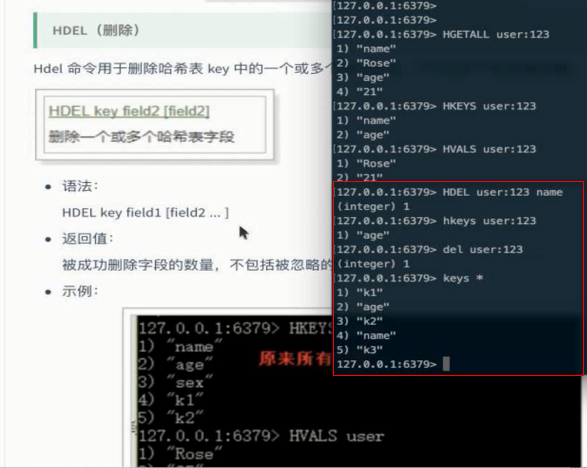 HDEL（删除）
Hdel 命令用于删除哈希表 key 中的一个或多
HDEL key field2 [field2]
删除一个或多个哈希表字段
• 语法：
HDEL key field1 [field2 ... ]
• 返回值：
被成功删除字段的数量，不包括被忽略的
• 示例：
127.0.0.1:6379> HKEYS
1) "name"
2) "age"
3) "sex"
4) "k1"
5) "k2"
原来所有
127.0.0.1:6379> HVALS user
1) "Rose"
[127.0.0.1:6379>
[127.0.0.1:6379>
[127.0.0.1:6379> HGETALL user:123
1) "name"
2) "Rose"
3) "age"
4) "21"
[127.0.0.1:6379> HKEYS user:123
1) "name"
2) "age"
[127.0.0.1:6379> HVALS user:123
1) "Rose"
2) "21"
127.0.0.1:6379> HDEL user:123 name
(integer) 1
127.0.0.1:6379> hkeys user:123
1) "age"
127.0.0.1:6379> del user:123
(integer) 1
127.0.0.1:6379> keys *
1) "k1"
2) "age"
3) "k2"
4) "name"
5) "k3"
127.0.0.1:6379>